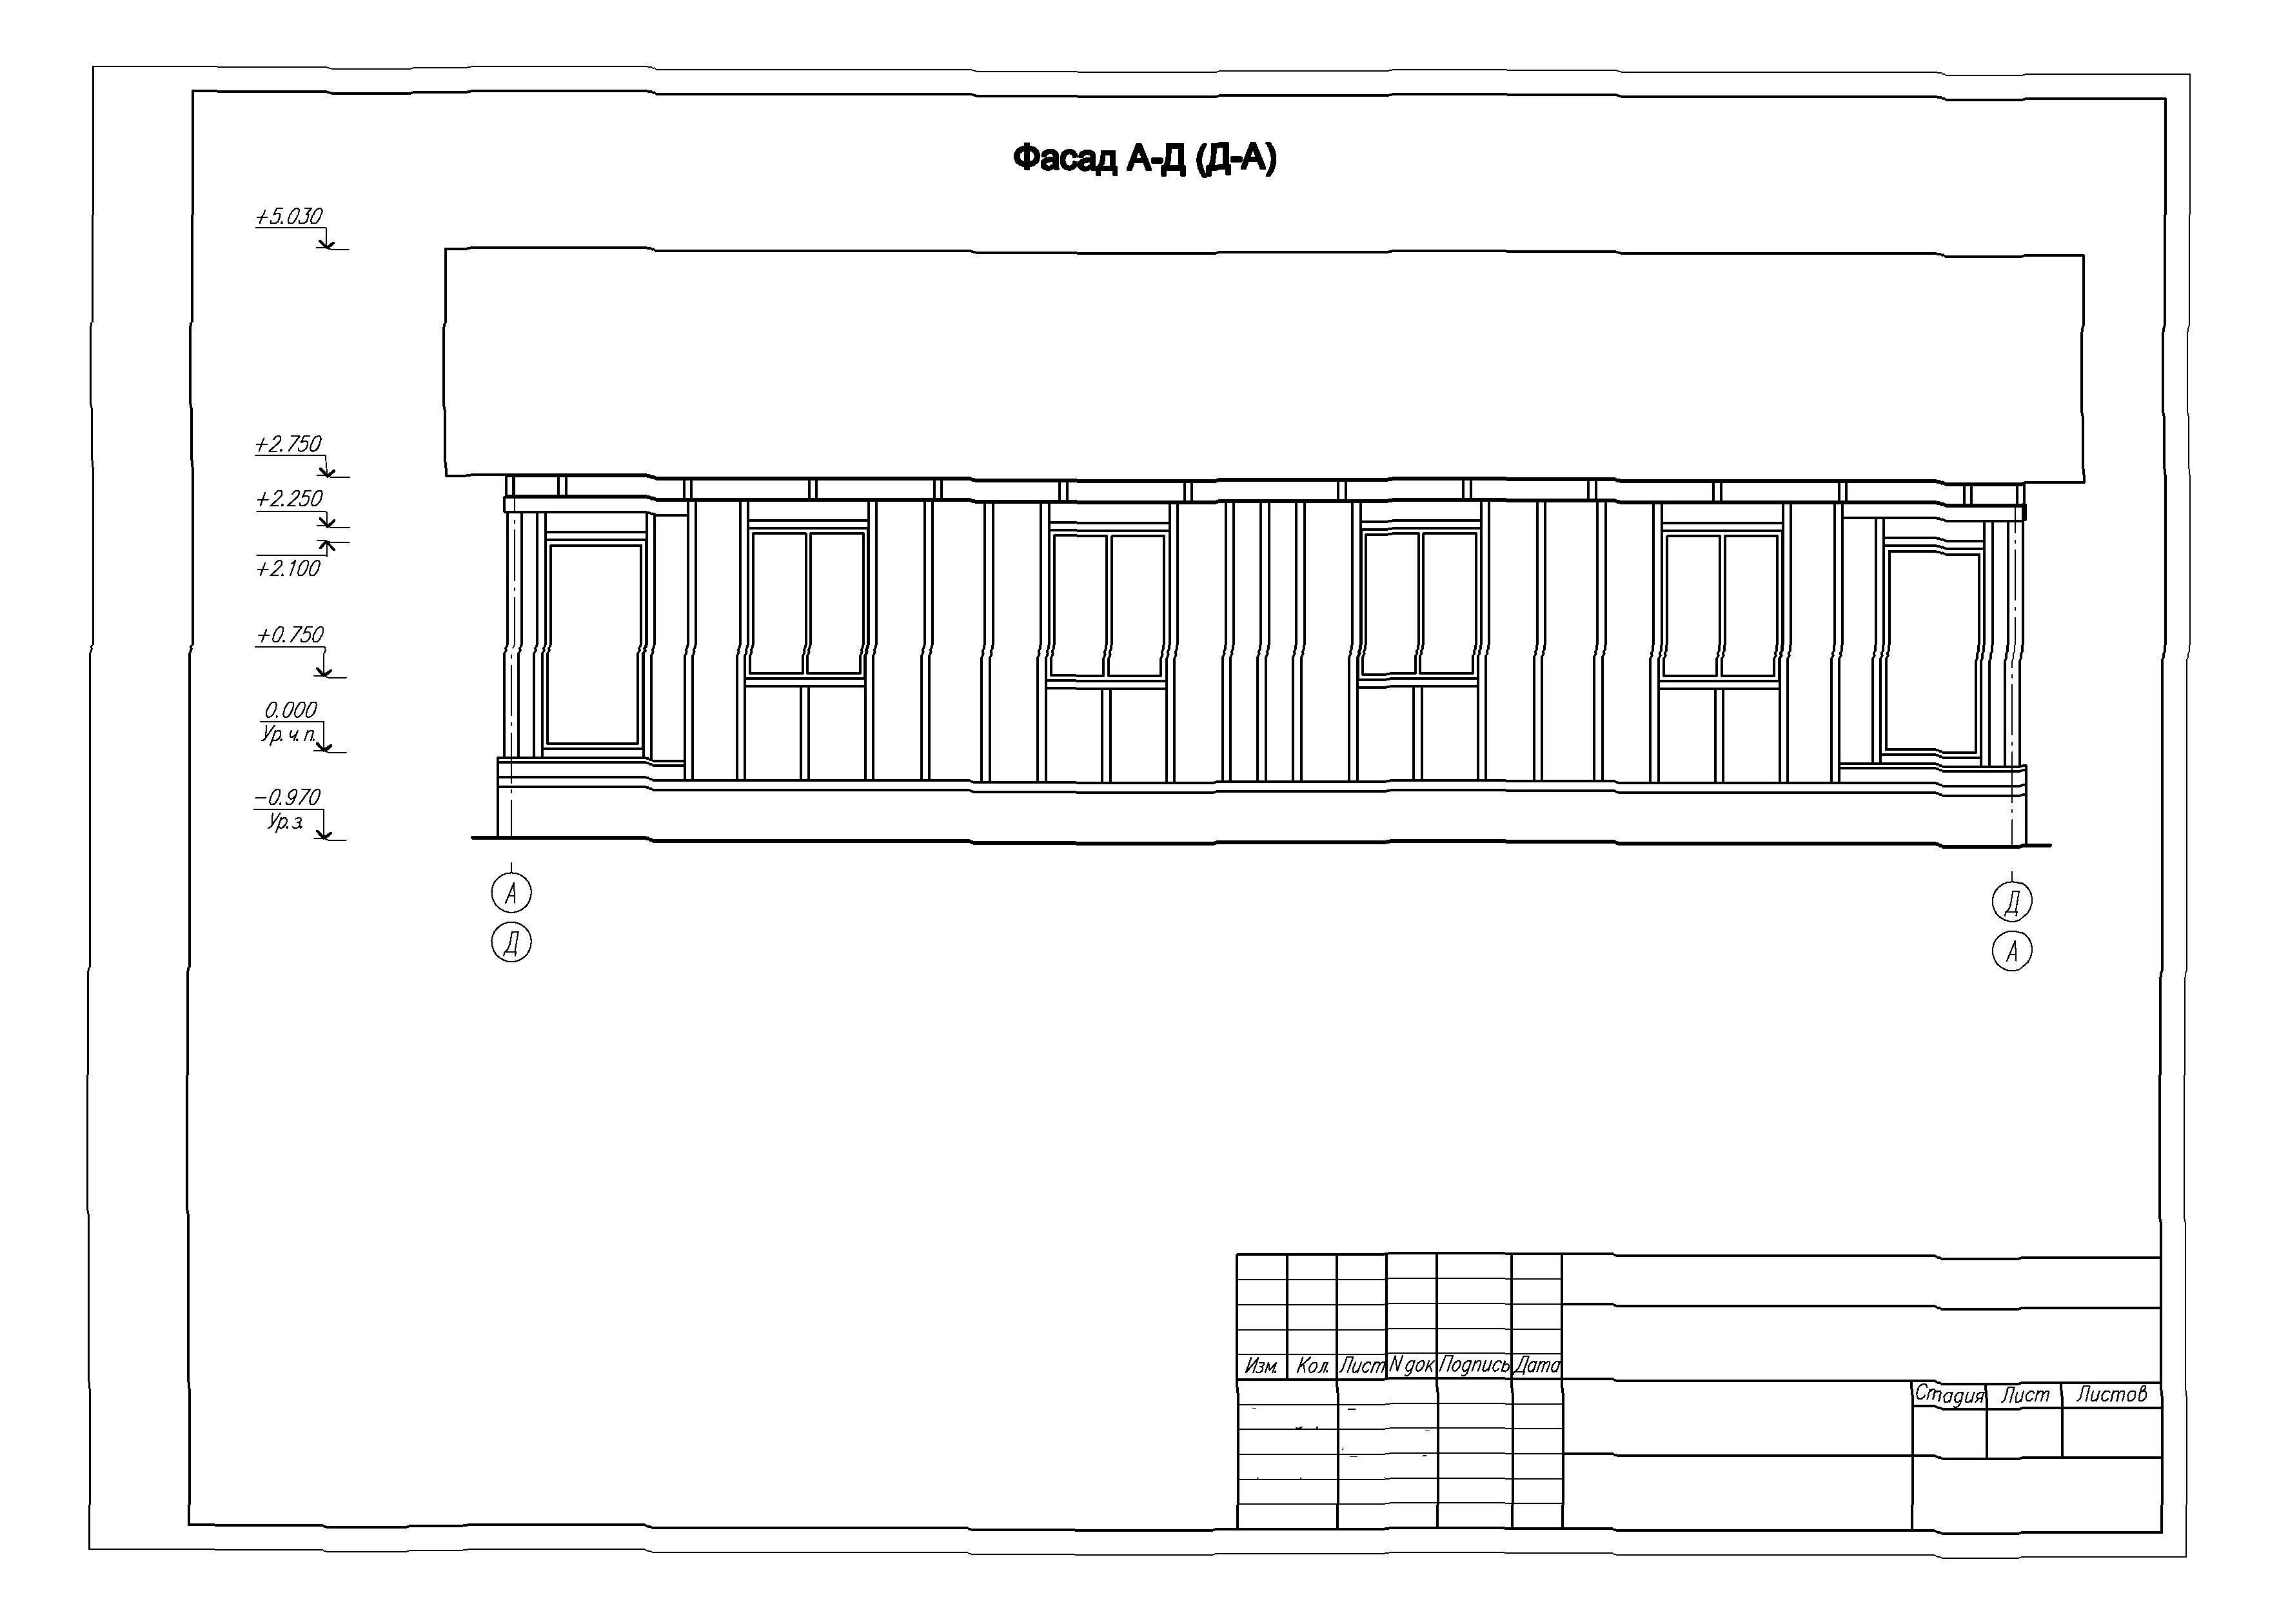 Фасад А-Д (Д-А)
+5.030
+2.750
+2.250
+2.100
+0.750
0.000
Ур. ч. п.
-0.970
Ур.з.
А
Д
Д
А
Изм. Кол. Лист N док Подпись Дата
Стадия Лист Листов